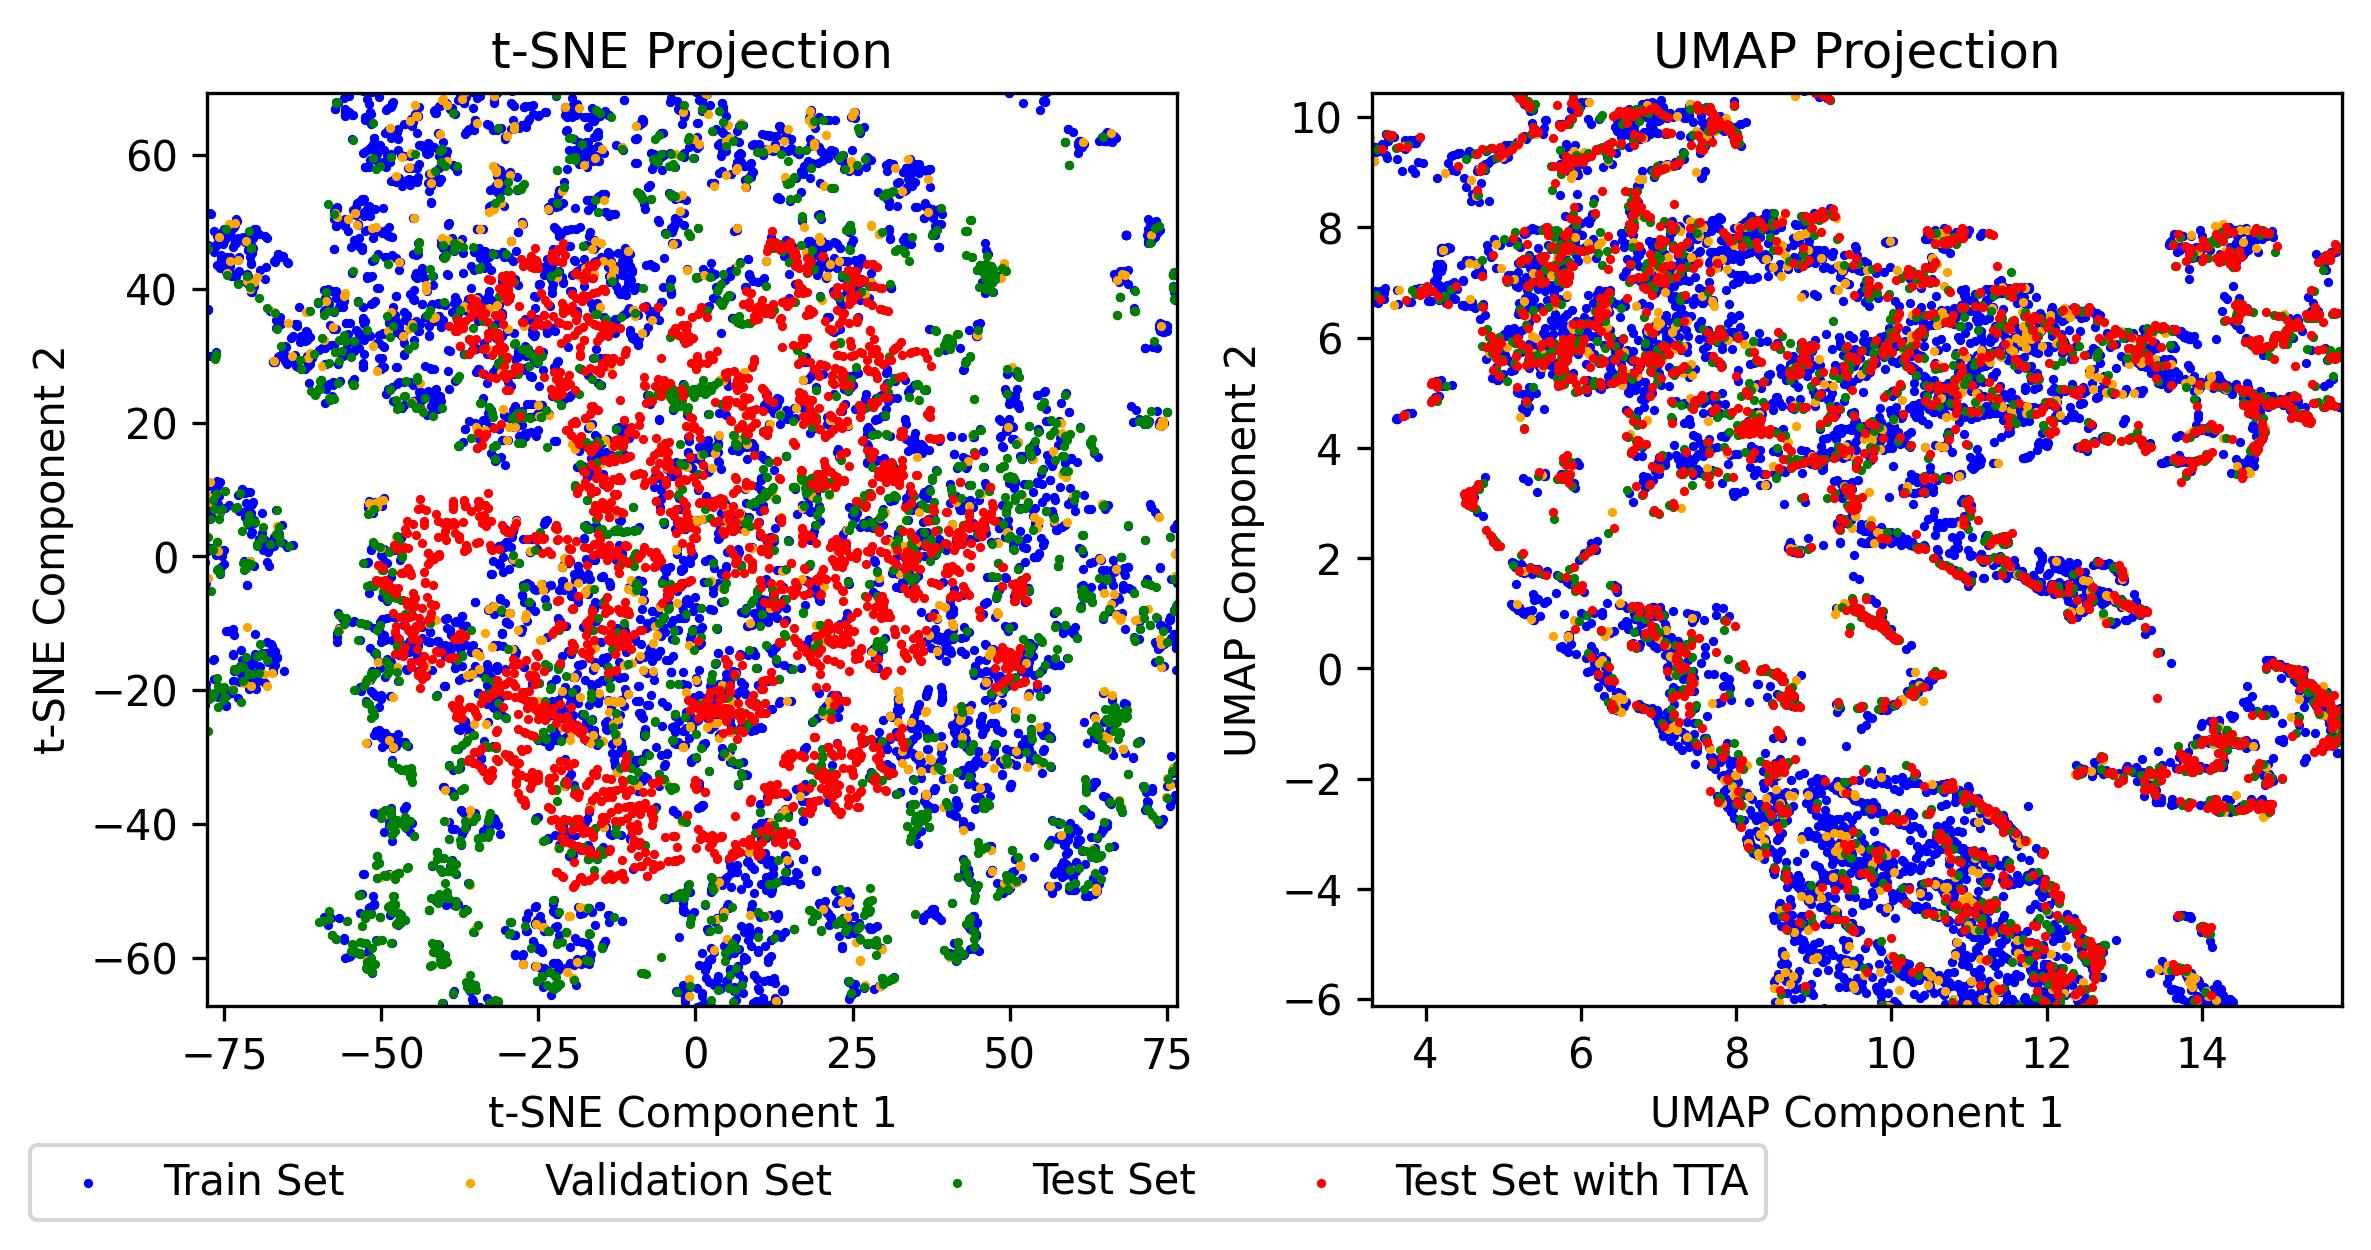 t-SNE Projection
60
40
20
0
−20
−40
−60
t-SNE Component 2
−75 −50 −25 0 25 50 75
t-SNE Component 1
UMAP Projection
10
8
6
4
2
0
−2
−4
−6
UMAP Component 2
4 6 8 10 12 14
UMAP Component 1
Train Set Validation Set Test Set Test Set with TTA